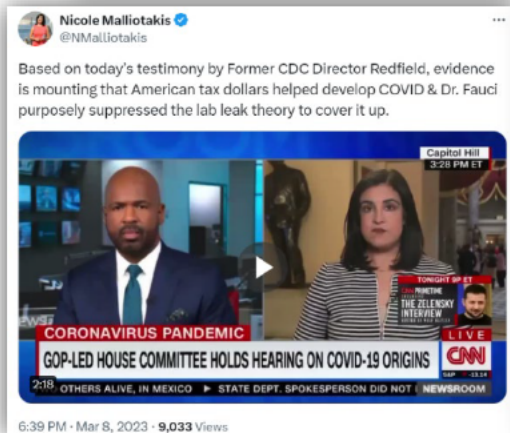 Nicole Malliotakis
@NMalliotakis
Based on today's testimony by Former CDC Director Redfield, evidence
is mounting that American tax dollars helped develop COVID & Dr. Fauci
purposely suppressed the lab leak theory to cover it up.
Capitol Hill
3:28 PM ET
TONIGHT 9P ET
CNN PRIMETIME
THE ZELENSKY
INTERVIEW
CORONAVIRUS PANDEMIC
LIVE
GOP-LED HOUSE COMMITTEE HOLDS HEARING ON COVID-19 ORIGINS
CNN
2:18
OTHERS ALIVE, IN MEXICO ▶ STATE DEPT. SPOKESPERSON DID NOT
NEWSROOM
6:39 PM · Mar 8, 2023 · 9,033 Views